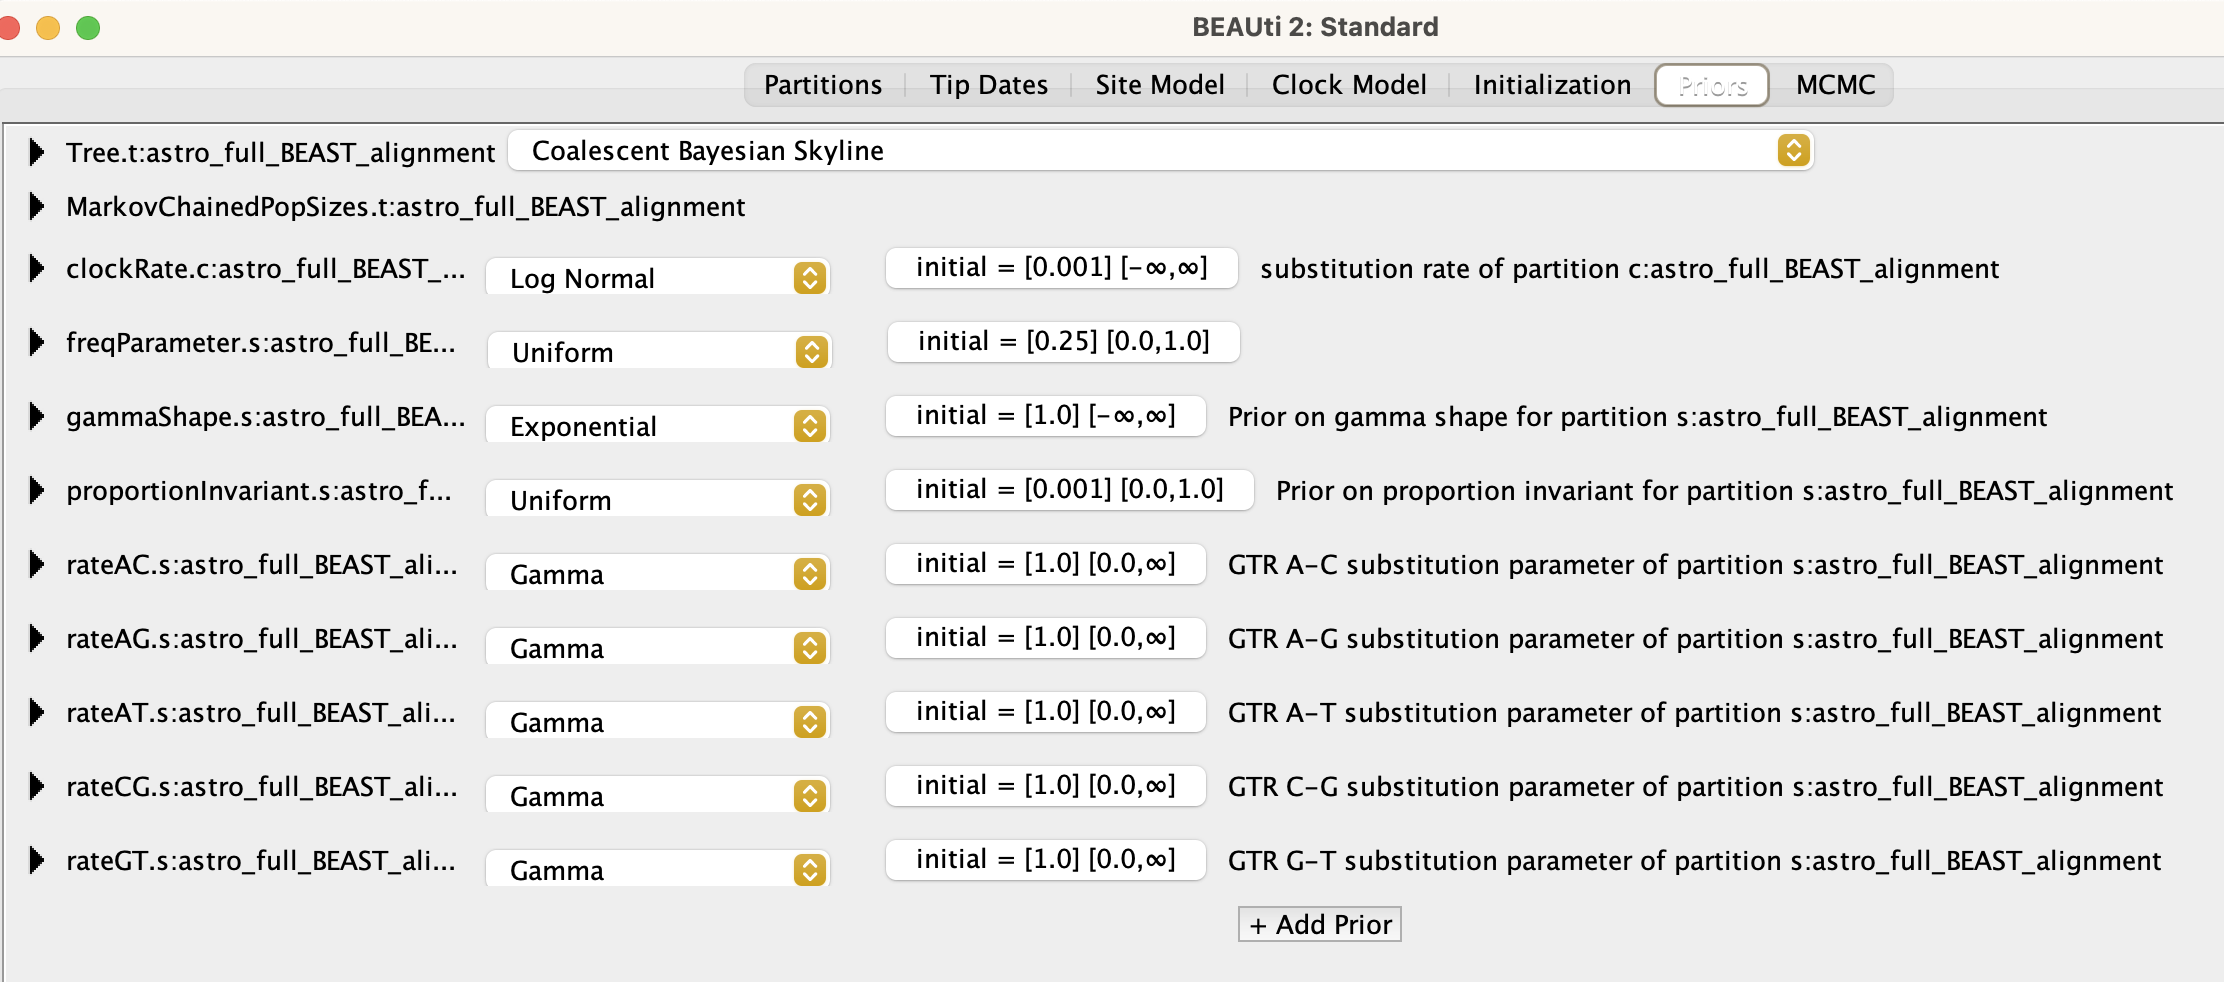 BEAUti 2: Standard
Partitions Tip Dates Site Model Clock Model Initialization Priors MCMC
Tree.t:astro_full_BEAST_alignment Coalescent Bayesian Skyline
MarkovChainedPopSizes.t:astro_full_BEAST_alignment
clockRate.c:astro_full_BEAST_... Log Normal initial = [0.001] [-∞,∞] substitution rate of partition c:astro_full_BEAST_alignment
freqParameter.s:astro_full_BE... Uniform initial = [0.25] [0.0,1.0]
gammaShape.s:astro_full_BEA... Exponential initial = [1.0] [-∞,∞] Prior on gamma shape for partition s:astro_full_BEAST_alignment
proportionInvariant.s:astro_f... Uniform initial = [0.001] [0.0,1.0] Prior on proportion invariant for partition s:astro_full_BEAST_alignment
rateAC.s:astro_full_BEAST_ali... Gamma initial = [1.0] [0.0,∞] GTR A-C substitution parameter of partition s:astro_full_BEAST_alignment
rateAG.s:astro_full_BEAST_ali... Gamma initial = [1.0] [0.0,∞] GTR A-G substitution parameter of partition s:astro_full_BEAST_alignment
rateAT.s:astro_full_BEAST_ali... Gamma initial = [1.0] [0.0,∞] GTR A-T substitution parameter of partition s:astro_full_BEAST_alignment
rateCG.s:astro_full_BEAST_ali... Gamma initial = [1.0] [0.0,∞] GTR C-G substitution parameter of partition s:astro_full_BEAST_alignment
rateGT.s:astro_full_BEAST_ali... Gamma initial = [1.0] [0.0,∞] GTR G-T substitution parameter of partition s:astro_full_BEAST_alignment
+ Add Prior